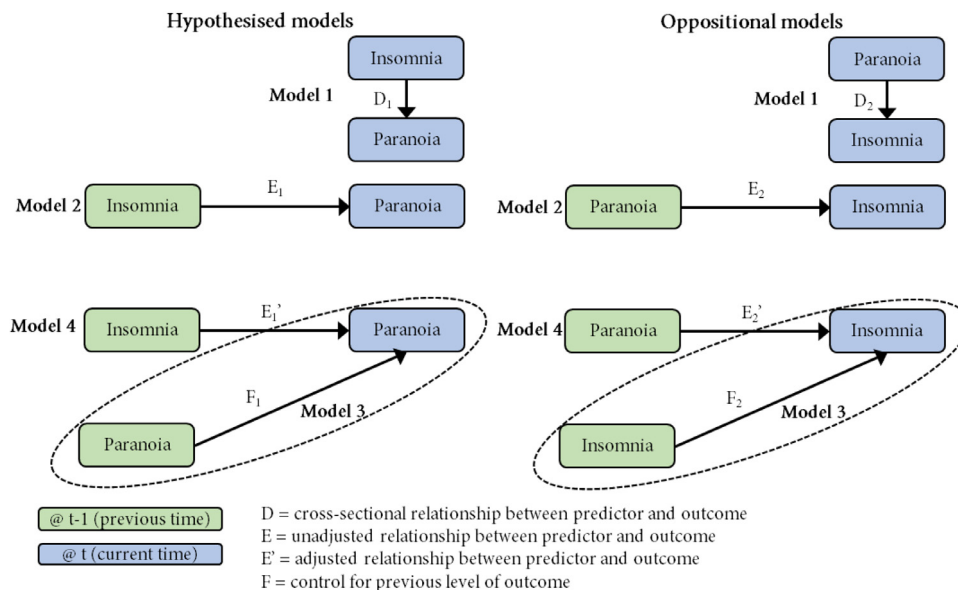 Hypothesised models
Insomnia
Model 1
D₁
Paranoia
Model 2
Insomnia
E₁
Paranoia
Model 4
Insomnia
E₁’
Paranoia
F₁
Model 3
Paranoia
Oppositional models
Paranoia
Model 1
D₂
Insomnia
Model 2
Paranoia
E₂
Insomnia
Model 4
Paranoia
E₂’
Insomnia
F₂
Model 3
Insomnia
@ t-1 (previous time)
@ t (current time)
D = cross-sectional relationship between predictor and outcome
E = unadjusted relationship between predictor and outcome
E’ = adjusted relationship between predictor and outcome
F = control for previous level of outcome